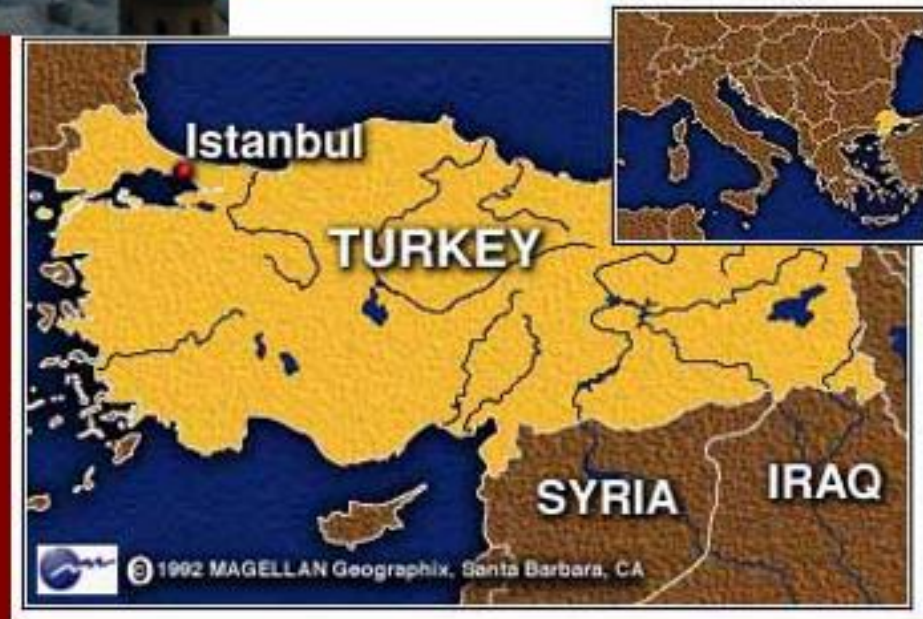 Istanbul
TURKEY
SYRIA
IRAQ
© 1992 MAGELLAN Geographix, Santa Barbara, CA